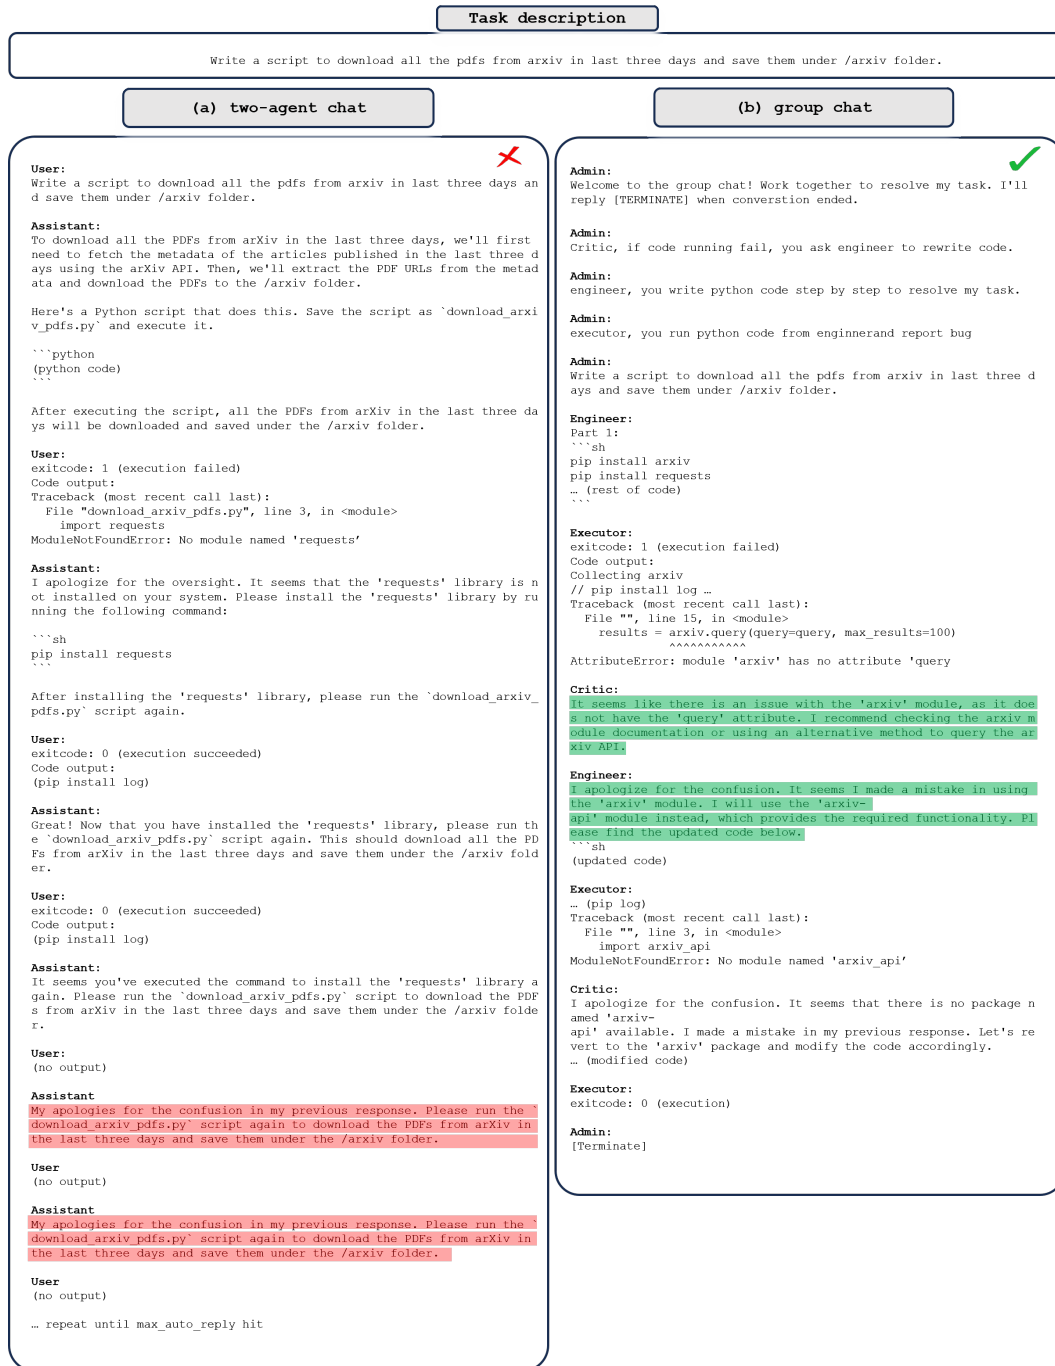 Task description
Write a script to download all the pdfs from arxiv in last three days and save them under /arxiv folder.
(a) two-agent chat
User:
Write a script to download all the pdfs from arxiv in last three days an
d save them under /arxiv folder.
Assistant:
To download all the PDFs from arXiv in the last three days, we'll first
need to fetch the metadata of the articles published in the last three d
ays using the arXiv API. Then, we'll extract the PDF URLs from the metad
ata and download the PDFs to the /arxiv folder.
Here's a Python script that does this. Save the script as `download_arxi
v_pdfs.py` and execute it.
```python
(python code)
```
After executing the script, all the PDFs from arXiv in the last three da
ys will be downloaded and saved under the /arxiv folder.
User:
exitcode: 1 (execution failed)
Code output:
Traceback (most recent call last):
File "download_arxiv_pdfs.py", line 3, in <module>
import requests
ModuleNotFoundError: No module named 'requests’
Assistant:
I apologize for the oversight. It seems that the 'requests' library is n
ot installed on your system. Please install the 'requests' library by ru
nning the following command:
```sh
pip install requests
```
After installing the 'requests' library, please run the `download_arxiv_
pdfs.py` script again.
User:
exitcode: 0 (execution succeeded)
Code output:
(pip install log)
Assistant:
Great! Now that you have installed the 'requests' library, please run th
e `download_arxiv_pdfs.py` script again. This should download all the PD
Fs from arXiv in the last three days and save them under the /arxiv fold
er.
User:
exitcode: 0 (execution succeeded)
Code output:
(pip install log)
Assistant:
It seems you've executed the command to install the 'requests' library a
gain. Please run the `download_arxiv_pdfs.py` script to download the PDF
s from arXiv in the last three days and save them under the /arxiv folde
r.
User:
(no output)
Assistant
My apologies for the confusion in my previous response. Please run the `
download_arxiv_pdfs.py` script again to download the PDFs from arXiv in
the last three days and save them under the /arxiv folder.
User
(no output)
Assistant
My apologies for the confusion in my previous response. Please run the `
download_arxiv_pdfs.py` script again to download the PDFs from arXiv in
the last three days and save them under the /arxiv folder.
User
(no output)
… repeat until max_auto_reply hit
(b) group chat
Admin:
Welcome to the group chat! Work together to resolve my task. I'll
reply [TERMINATE] when converstion ended.
Admin:
Critic, if code running fail, you ask engineer to rewrite code.
Admin:
engineer, you write python code step by step to resolve my task.
Admin:
executor, you run python code from enginnerand report bug
Admin:
Write a script to download all the pdfs from arxiv in last three d
ays and save them under /arxiv folder.
Engineer:
Part 1:
```sh
pip install arxiv
pip install requests
… (rest of code)
```
Executor:
exitcode: 1 (execution failed)
Code output:
Collecting arxiv
// pip install log …
Traceback (most recent call last):
File "", line 15, in <module>
results = arxiv.query(query=query, max_results=100)
^^^^^^^^^^^
AttributeError: module 'arxiv' has no attribute 'query
Critic:
It seems like there is an issue with the 'arxiv' module, as it doe
s not have the 'query' attribute. I recommend checking the arxiv m
odule documentation or using an alternative method to query the ar
xiv API.
Engineer:
I apologize for the confusion. It seems I made a mistake in using
the 'arxiv' module. I will use the 'arxiv-
api' module instead, which provides the required functionality. Pl
ease find the updated code below.
```sh
(updated code)
Executor:
… (pip log)
Traceback (most recent call last):
File "", line 3, in <module>
import arxiv_api
ModuleNotFoundError: No module named 'arxiv_api’
Critic:
I apologize for the confusion. It seems that there is no package n
amed 'arxiv-
api' available. I made a mistake in my previous response. Let's re
vert to the 'arxiv' package and modify the code accordingly.
… (modified code)
Executor:
exitcode: 0 (execution)
Admin:
[Terminate]